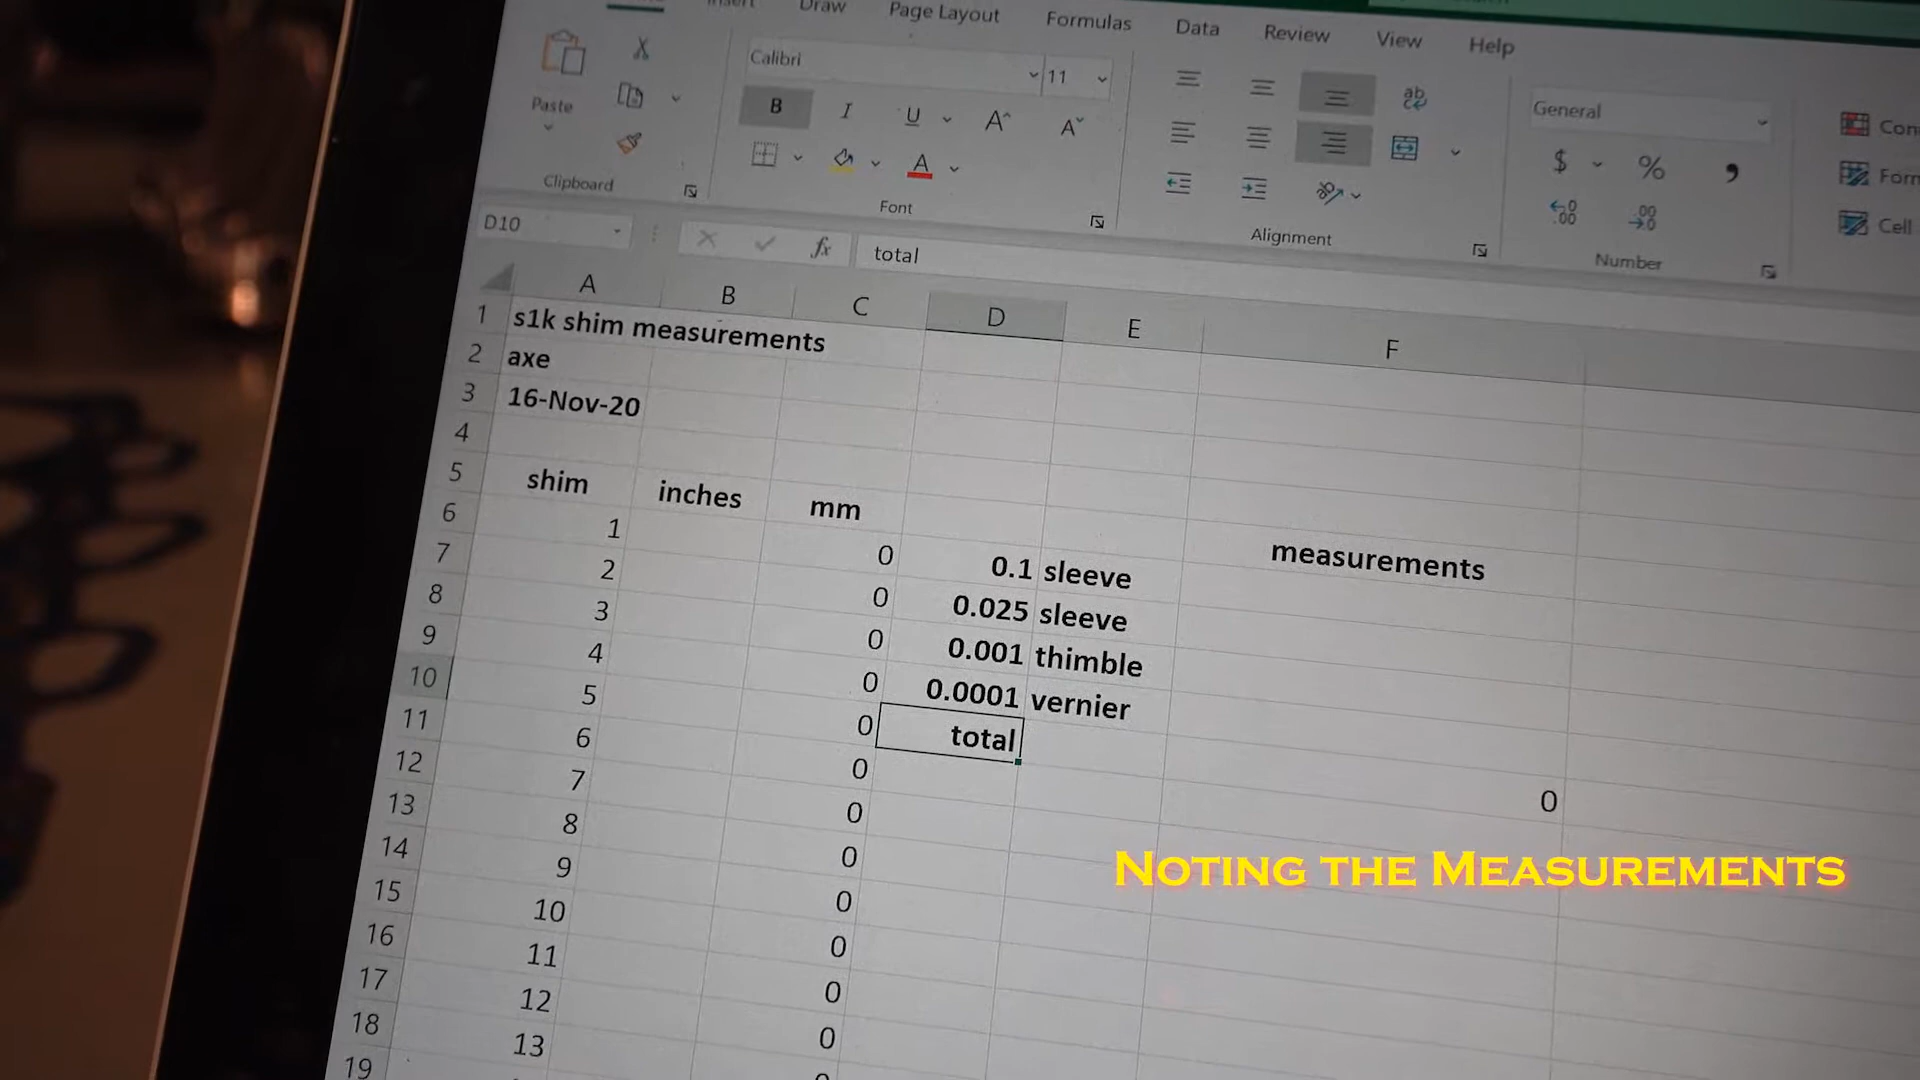 Draw Page Layout Formulas Data Review View Help
Paste
Clipboard
Calibri 11
B I U A A
A
Font
ab
Alignment
General
$ % ,
Number
Cell
D10 fx total
A B C D E F
1 s1k shim measurements
2 axe
3 16-Nov-20
4
5 shim inches mm
6 1 0 0.1 sleeve measurements
7 2 0 0.025 sleeve
8 3 0 0.001 thimble
9 4 0 0.0001 vernier
10 5 0 total
11 6 0 0
12 7 0
13 8 0
14 9 0
15 10 0
16 11 0
17 12 0
18 13
19
Noting the Measurements